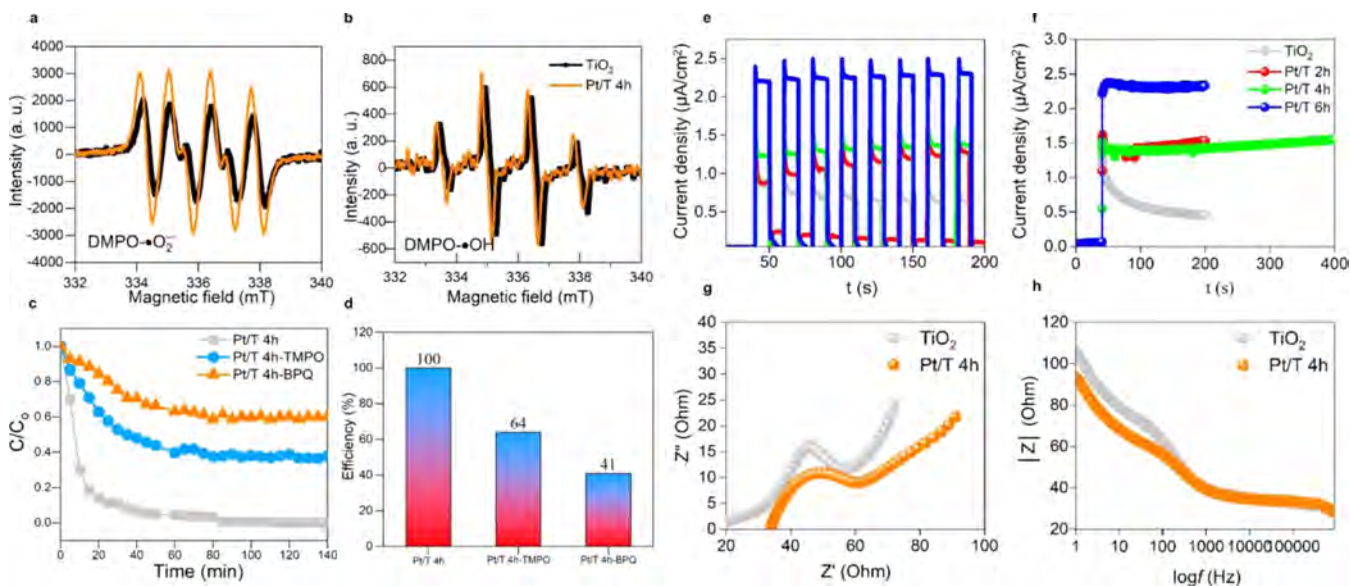 a
4000
3000
2000
1000
0
-1000
-2000
-3000
-4000
Intensity (a. u.)
DMPO-•O₂⁻
332 334 336 338 340
Magnetic field (mT)
b
800
600
400
200
0
-200
-400
600
Intensity (a. u.)
TiO₂
Pt/T 4h
DMPO-•OH
332 334 336 338 340
Magnetic field (mT)
c
1.0
0.8
0.6
0.4
0.2
0.0
C/C₀
Pt/T 4h
Pt/T 4h-TMPO
Pt/T 4h-BPQ
0 20 40 60 80 100 120 140
Time (min)
d
120
100
80
60
40
20
0
Efficiency (%)
100
64
41
Pt/T 4h Pt/T 4h-TMPO Pt/T 4h-BPQ
e
3.0
2.5
2.0
1.5
1.0
0.5
Current density (μA/cm²)
50 100 150 200
t (s)
f
3.0
2.5
2.0
1.5
1.0
0.5
0.0
Current density (μA/cm²)
TiO₂
Pt/T 2h
Pt/T 4h
Pt/T 6h
0 100 200 300 400
t (s)
g
40
35
30
25
20
15
10
5
0
-Z" (Ohm)
TiO₂
Pt/T 4h
20 40 60 80 100
Z' (Ohm)
h
120
100
80
60
40
20
|Z| (Ohm)
TiO₂
Pt/T 4h
1 10 100 1000 10000 100000
logf (Hz)